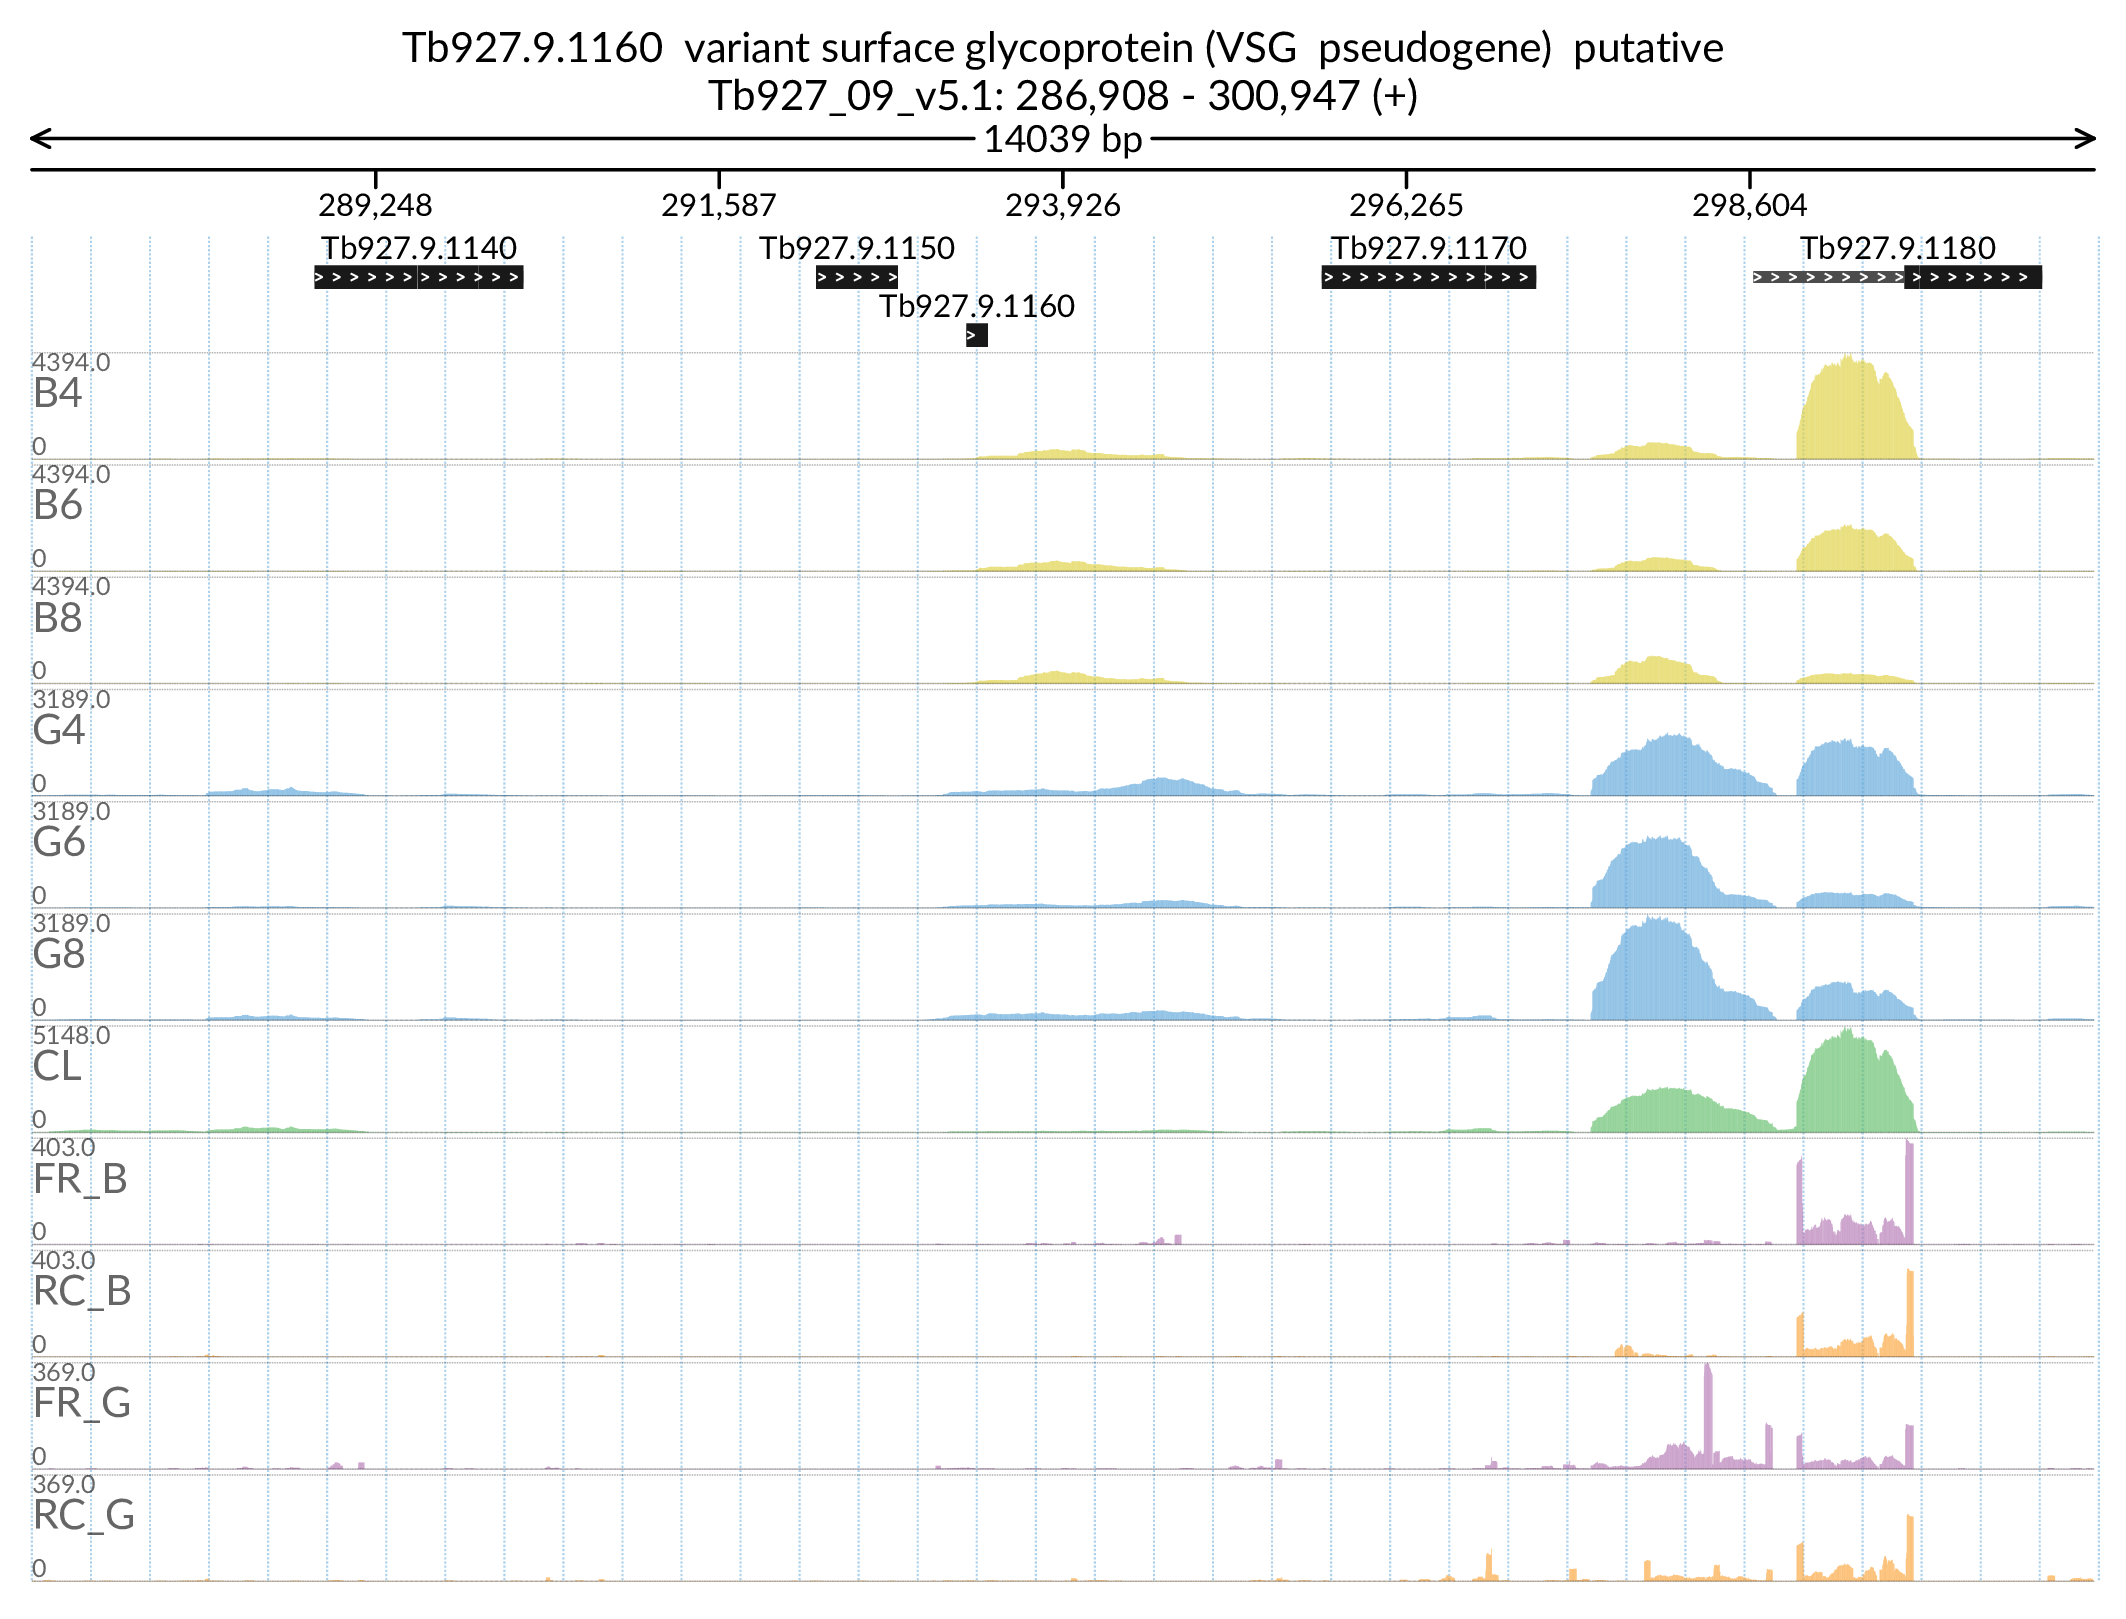 Tb927.9.1160 variant surface glycoprotein (VSG pseudogene) putative
Tb927_09_v5.1: 286,908 - 300,947 (+)
14039 bp
289,248 291,587 293,926 296,265 298,604
Tb927.9.1140 Tb927.9.1150 Tb927.9.1170 Tb927.9.1180
Tb927.9.1160
4394.0
B4
0
4394.0
B6
0
4394.0
B8
0
3189.0
G4
0
3189.0
G6
0
3189.0
G8
0
5148.0
CL
0
403.0
FR_B
0
403.0
RC_B
0
369.0
FR_G
0
369.0
RC_G
0